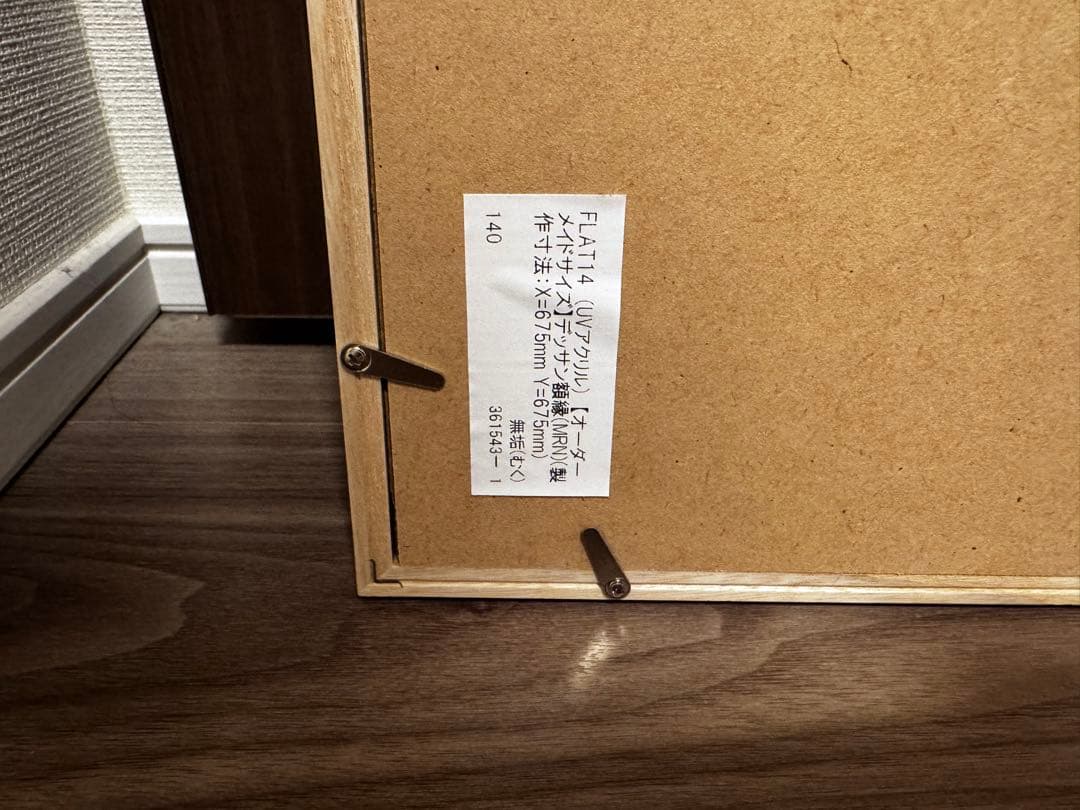 FLAT14 (UVアクリル)【オーダー
メイドサイズ】デッサン額縁(MRN)(製
作寸法:X=675mm Y=675mm)
無垢(むく)
140 361543- 1